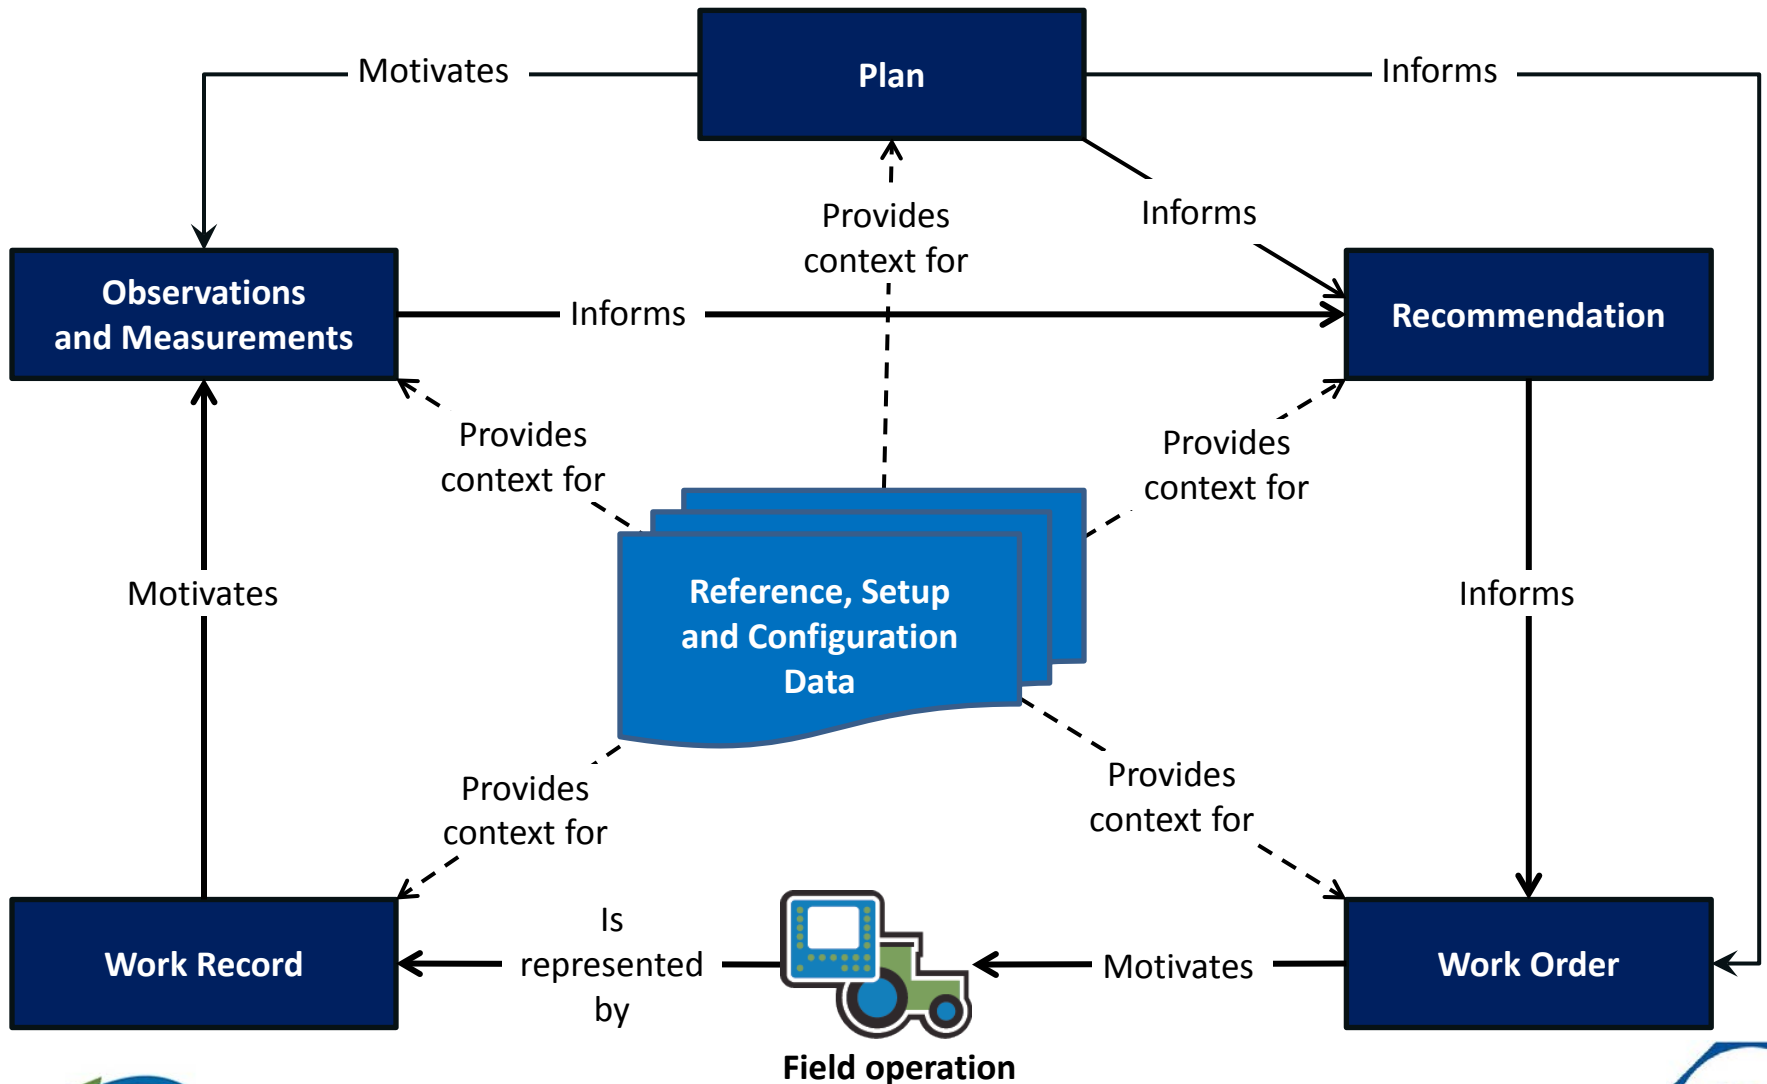 Motivates
Plan
Informs
Provides
context for
Informs
Observations
and Measurements
Informs
Recommendation
Provides
context for
Provides
context for
Motivates
Reference, Setup
and Configuration
Data
Informs
Provides
context for
Provides
context for
Work Record
Is
represented
by
Motivates
Work Order
Field operation